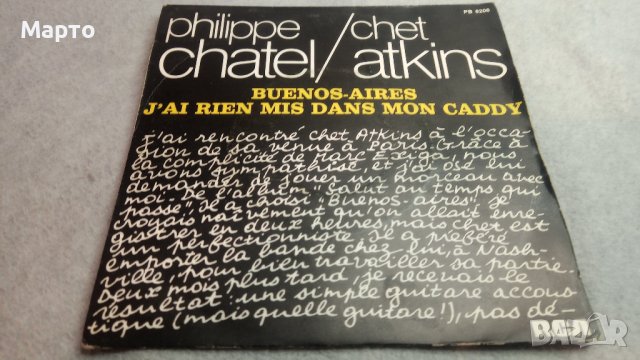 Марто
PB 8209
philippe / chet
chatel / atkins
BUENOS-AIRES
J'AI RIEN MIS DANS MON CADDY
J'ai rencontré chet Atkins à l'occa-
sion de sa venue à Paris. Grâce à
la complicité de Marc Exiga, nous
avons sympathisé, et j'ai osé lui
demander de jouer un morceau avec
moi. De l'album "Salut au temps qui
passe", j'ai choisi "Buenos-aires". Je
croyais naïvement qu'on allait enre-
gistrer en deux heures, mais chet est
un perfectionniste. Il a préféré
emporter la bande chez lui, à Nash-
ville, pour bien travailler sa partie.
Deux mois plus tard, je recevais le
résultat: une simple guitare accous-
tique (mais quelle guitare!), pas dé-
BAZAR